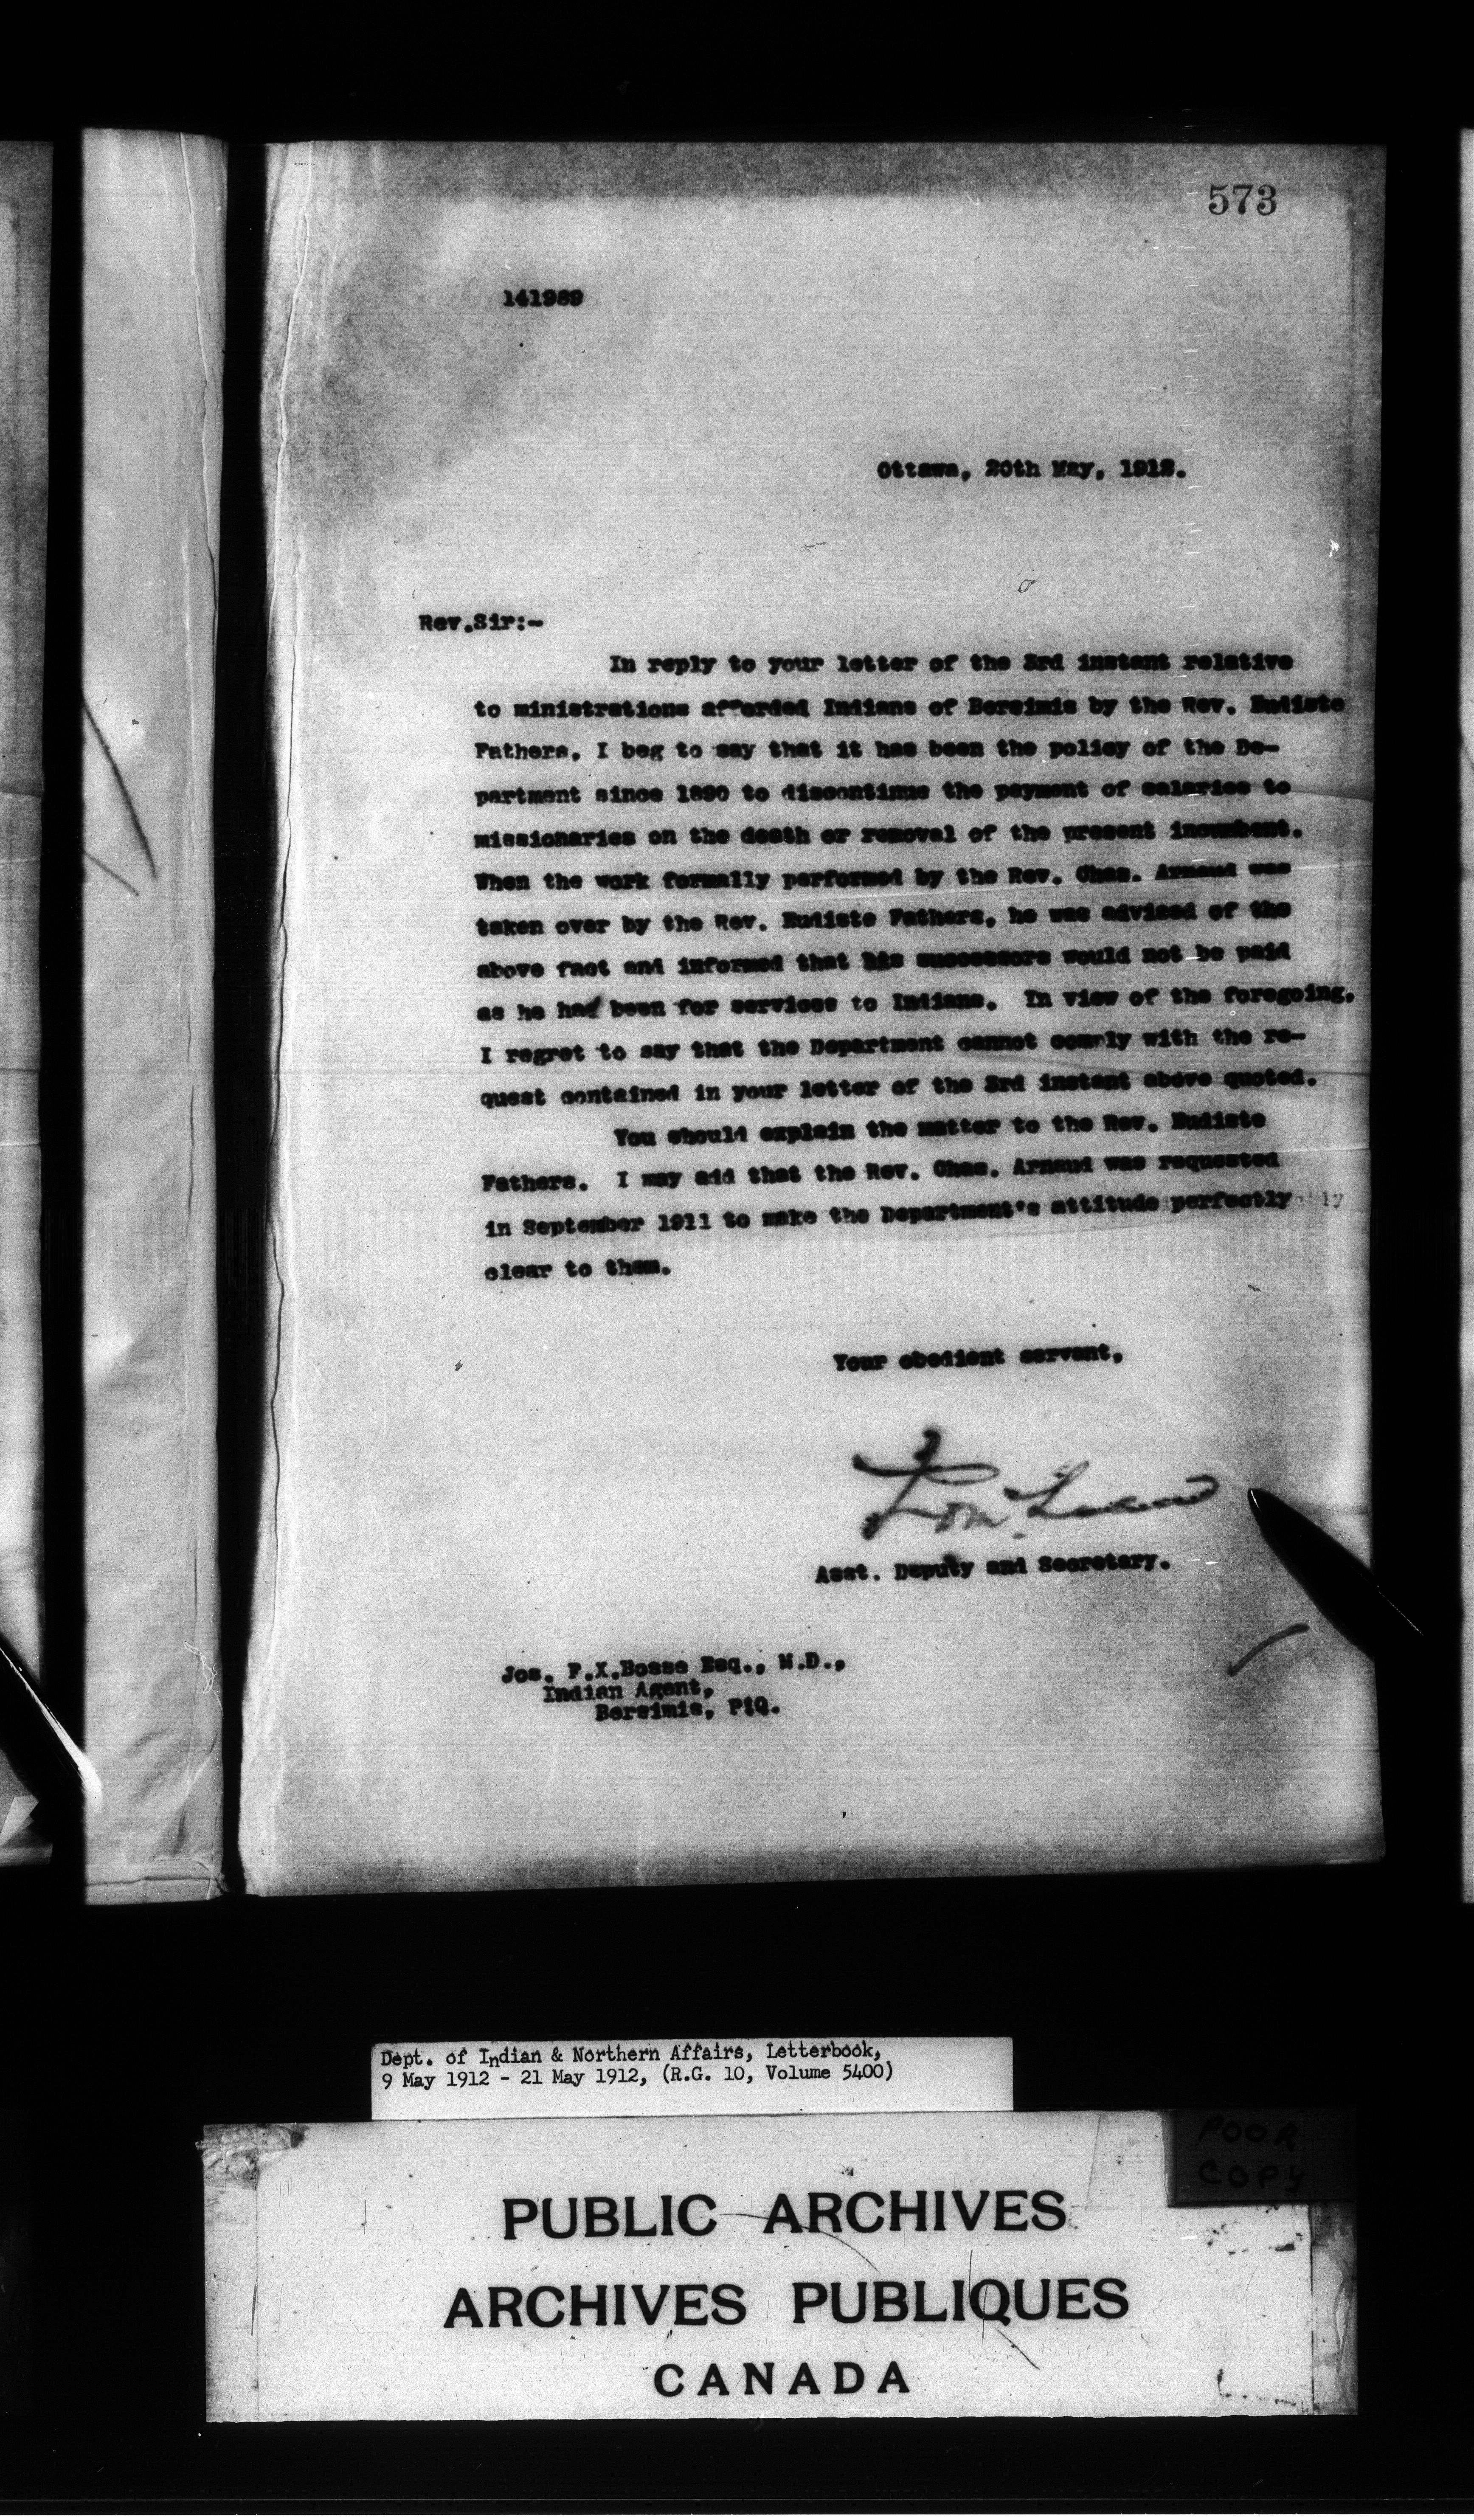 573
141989
Ottawa, 20th May, 1912.
Rev.Sir:-
In reply to your letter of the 3rd instant relative
to ministrations afforded Indians of Bersimis by the Rev. Eudiste
Fathers, I beg to say that it has been the policy of the De-
partment since 1890 to discontinue the payment of salaries to
missionaries on the death or removal of the present incumbent.
When the work formally performed by the Rev. Chas. Arnaud was
taken over by the Rev. Eudiste Fathers, he was advised of the
above fact and informed that his successors would not be paid
as he had been for services to Indians. In view of the foregoing,
I regret to say that the Department cannot comply with the re-
quest contained in your letter of the 3rd instant above quoted.
You should explain the matter to the Rev. Eudiste
Fathers. I may add that the Rev. Chas. Arnaud was requested
in September 1911 to make the Department's attitude perfectly
clear to them.
Your obedient servant,
Asst. Deputy and Secretary.
Jos. F.X.Bosse Esq., M.D.,
Indian Agent,
Bersimis, P!Q.
Dept. of Indian & Northern Affairs, Letterbook,
9 May 1912 - 21 May 1912, (R.G. 10, Volume 5400)
POOR
COPY
PUBLIC ARCHIVES
ARCHIVES PUBLIQUES
CANADA